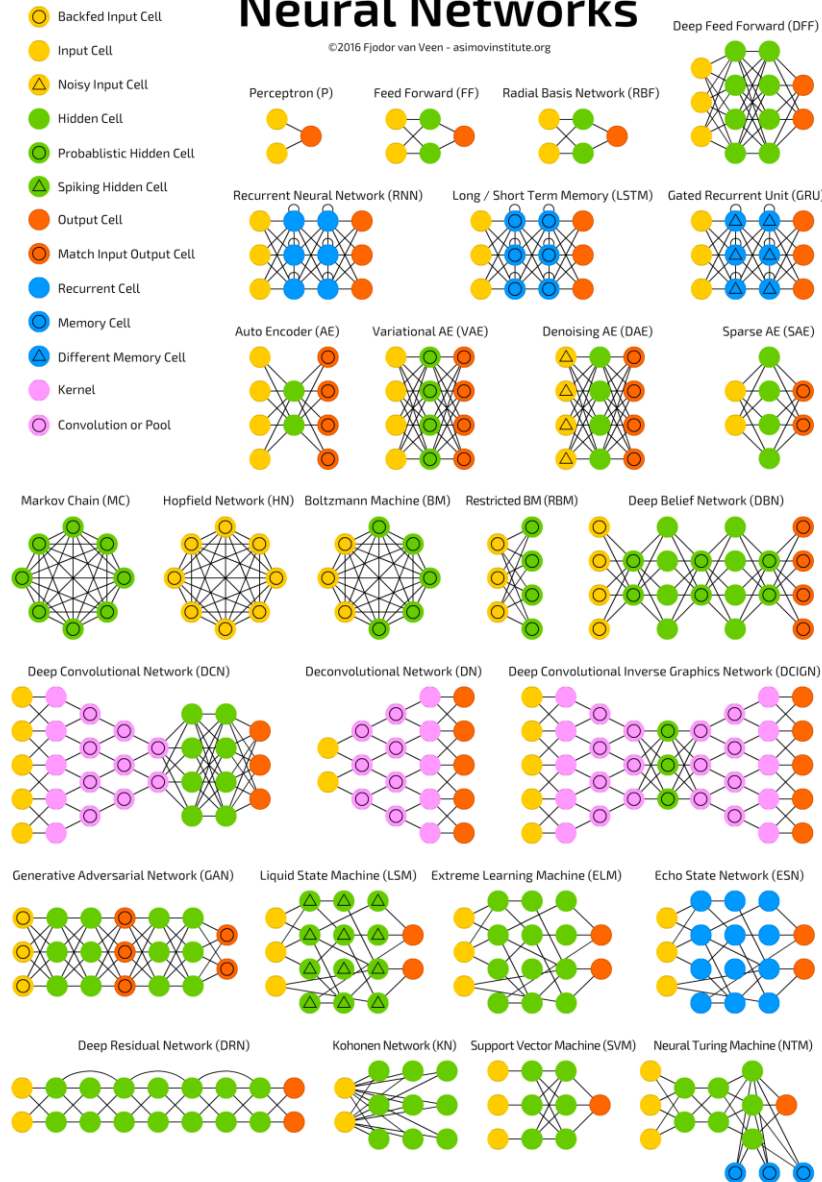 Neural Networks
©2016 Fjodor van Veen - asimovinstitute.org
Backfed Input Cell
Input Cell
Noisy Input Cell
Hidden Cell
Probablistic Hidden Cell
Spiking Hidden Cell
Output Cell
Match Input Output Cell
Recurrent Cell
Memory Cell
Different Memory Cell
Kernel
Convolution or Pool
Deep Feed Forward (DFF)
Perceptron (P)
Feed Forward (FF)
Radial Basis Network (RBF)
Recurrent Neural Network (RNN)
Long / Short Term Memory (LSTM)
Gated Recurrent Unit (GRU)
Auto Encoder (AE)
Variational AE (VAE)
Denoising AE (DAE)
Sparse AE (SAE)
Markov Chain (MC)
Hopfield Network (HN)
Boltzmann Machine (BM)
Restricted BM (RBM)
Deep Belief Network (DBN)
Deep Convolutional Network (DCN)
Deconvolutional Network (DN)
Deep Convolutional Inverse Graphics Network (DCIGN)
Generative Adversarial Network (GAN)
Liquid State Machine (LSM)
Extreme Learning Machine (ELM)
Echo State Network (ESN)
Deep Residual Network (DRN)
Kohonen Network (KN)
Support Vector Machine (SVM)
Neural Turing Machine (NTM)